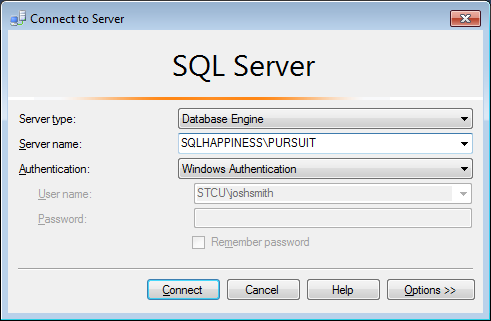 Connect to Server
SQL Server
Server type: Database Engine
Server name: SQLHAPPINESS\PURSUIT
Authentication: Windows Authentication
User name: STCU\joshsmith
Password:
Remember password
Connect Cancel Help Options >>